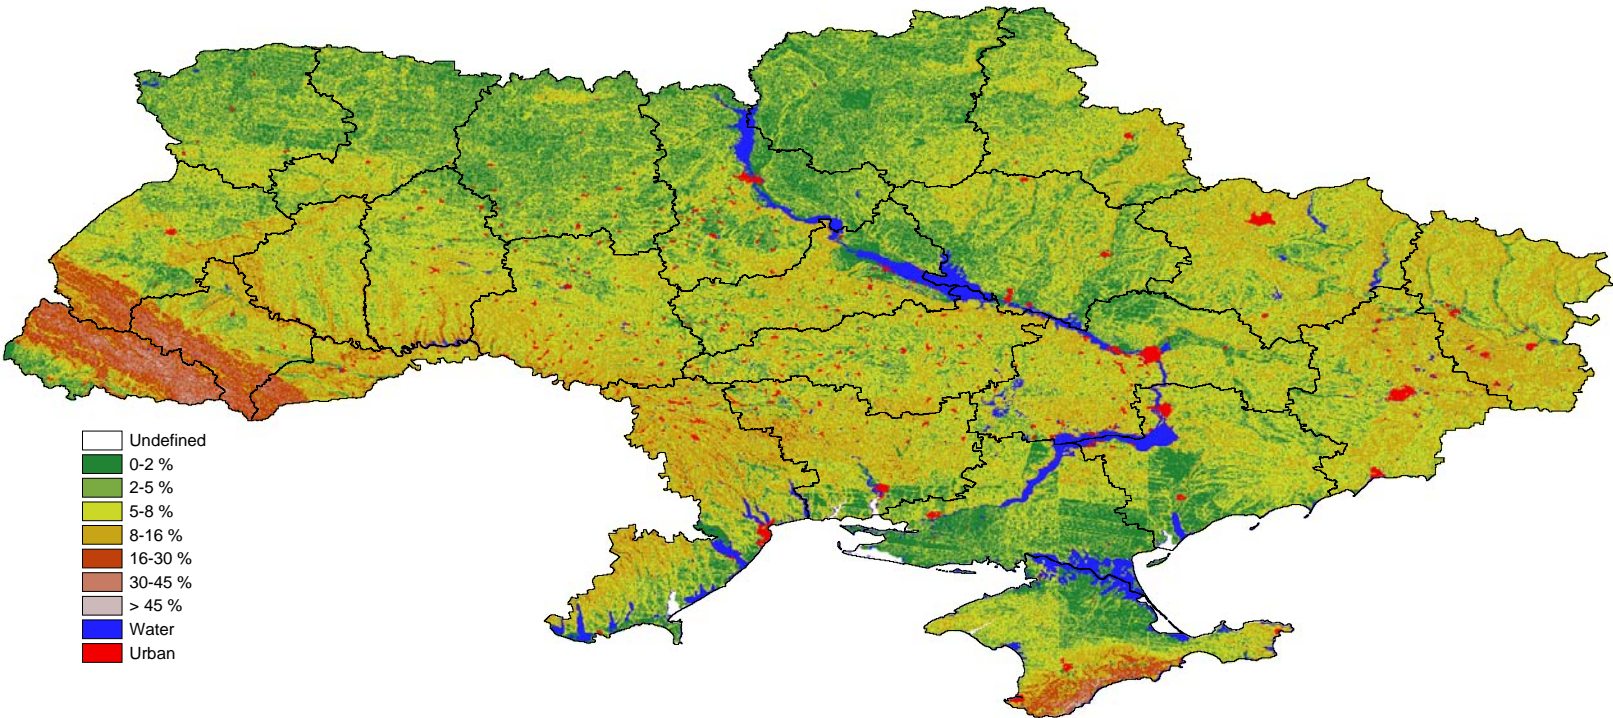 Undefined
0-2 %
2-5 %
5-8 %
8-16 %
16-30 %
30-45 %
> 45 %
Water
Urban